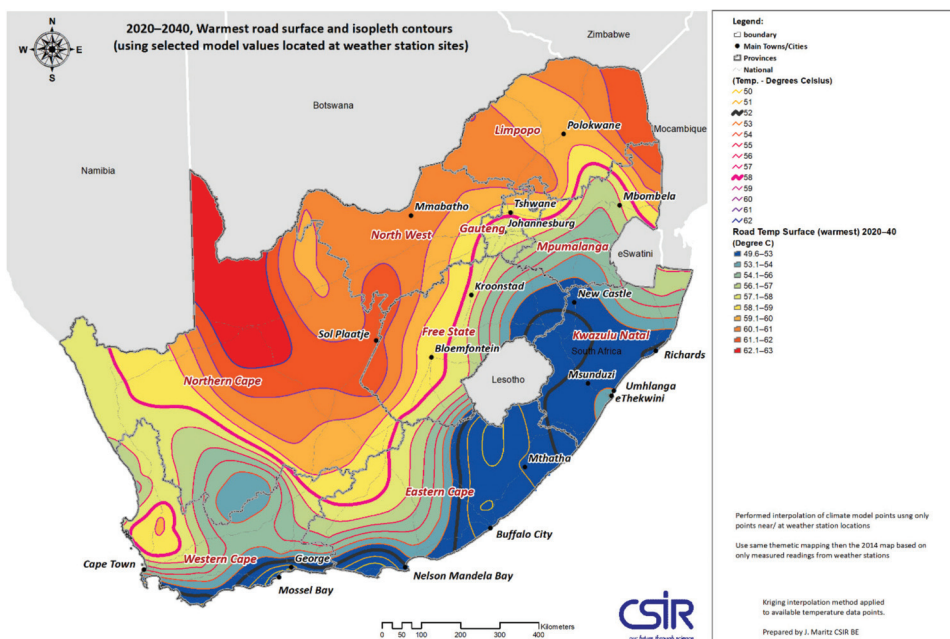 2020–2040, Warmest road surface and isopleth contours
(using selected model values located at weather station sites)
N
W
E
S
Zimbabwe
Botswana
Namibia
Mocambique
Limpopo
Polokwane
Mbombela
Mmabatho
Tshwane
Johannesburg
Gauteng
North West
Mpumalanga
eSwatini
Kroonstad
New Castle
Sol Plaatje
Free State
Kwazulu Natal
Bloemfontein
South Africa
Richards
Lesotho
Msunduzi
Umhlanga
eThekwini
Northern Cape
Mthatha
Eastern Cape
Buffalo City
Western Cape
Cape Town
George
Nelson Mandela Bay
Mossel Bay
Kilometers
0 50 100 200 300 400
CSIR
our future through science
Legend:
boundary
Main Towns/Cities
Provinces
National
(Temp. - Degrees Celsius)
50
51
52
53
54
55
56
57
58
59
60
61
62
Road Temp Surface (warmest) 2020–40
(Degree C)
49.6–53
53.1–54
54.1–56
56.1–57
57.1–58
58.1–59
59.1–60
60.1–61
61.1–62
62.1–63
Performed interpolation of climate model points usng only
points near/ at weather station locations
Use same themetic mapping then the 2014 map based on
only measured readings from weather stations
Kriging interpolation method applied
to available temperature data points.
Prepared by J. Maritz CSIR BE